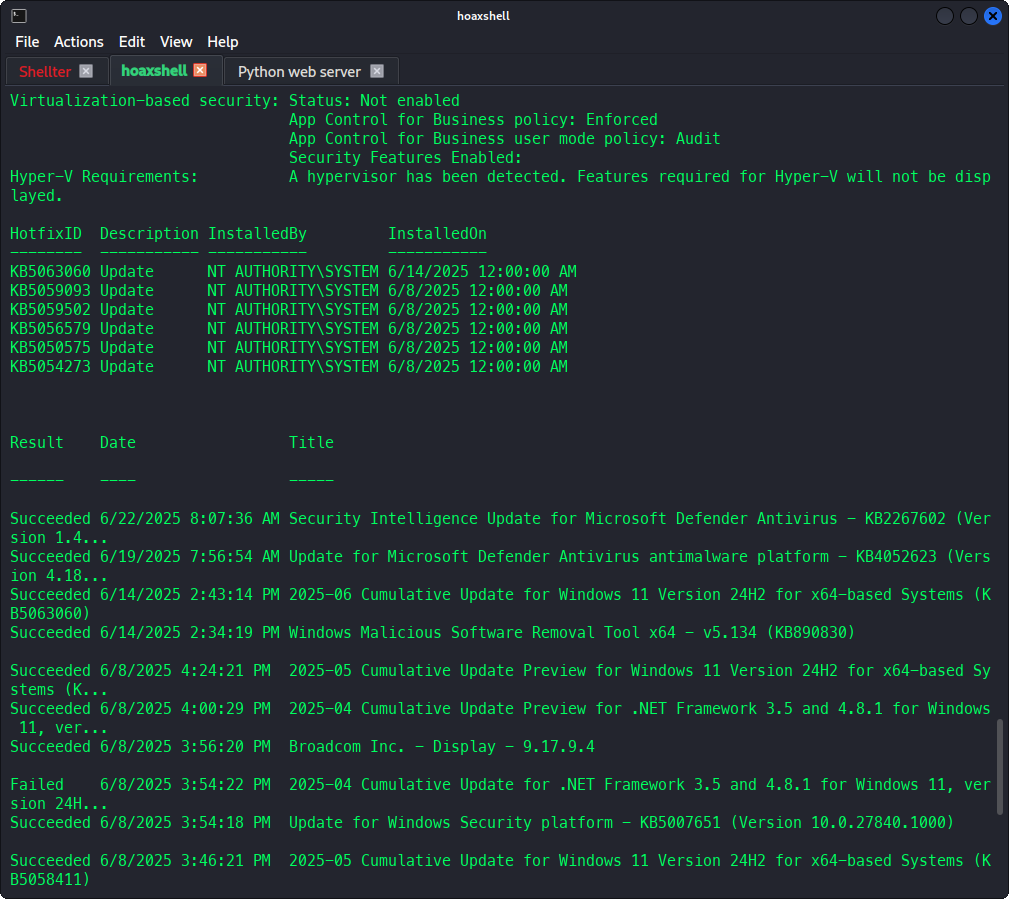 hoaxshell
File Actions Edit View Help
Shellter hoaxshell Python web server
Virtualization-based security: Status: Not enabled
App Control for Business policy: Enforced
App Control for Business user mode policy: Audit
Security Features Enabled:
Hyper-V Requirements: A hypervisor has been detected. Features required for Hyper-V will not be disp
layed.
HotfixID Description InstalledBy InstalledOn
-------- ----------- ----------- -----------
KB5063060 Update NT AUTHORITY\SYSTEM 6/14/2025 12:00:00 AM
KB5059093 Update NT AUTHORITY\SYSTEM 6/8/2025 12:00:00 AM
KB5059502 Update NT AUTHORITY\SYSTEM 6/8/2025 12:00:00 AM
KB5056579 Update NT AUTHORITY\SYSTEM 6/8/2025 12:00:00 AM
KB5050575 Update NT AUTHORITY\SYSTEM 6/8/2025 12:00:00 AM
KB5054273 Update NT AUTHORITY\SYSTEM 6/8/2025 12:00:00 AM
Result Date Title
------ ---- -----
Succeeded 6/22/2025 8:07:36 AM Security Intelligence Update for Microsoft Defender Antivirus - KB2267602 (Ver
sion 1.4...
Succeeded 6/19/2025 7:56:54 AM Update for Microsoft Defender Antivirus antimalware platform - KB4052623 (Vers
ion 4.18...
Succeeded 6/14/2025 2:43:14 PM 2025-06 Cumulative Update for Windows 11 Version 24H2 for x64-based Systems (K
B5063060)
Succeeded 6/14/2025 2:34:19 PM Windows Malicious Software Removal Tool x64 - v5.134 (KB890830)
Succeeded 6/8/2025 4:24:21 PM 2025-05 Cumulative Update Preview for Windows 11 Version 24H2 for x64-based Sy
stems (K...
Succeeded 6/8/2025 4:00:29 PM 2025-04 Cumulative Update Preview for .NET Framework 3.5 and 4.8.1 for Windows
11, ver...
Succeeded 6/8/2025 3:56:20 PM Broadcom Inc. - Display - 9.17.9.4
Failed 6/8/2025 3:54:22 PM 2025-04 Cumulative Update for .NET Framework 3.5 and 4.8.1 for Windows 11, ver
sion 24H...
Succeeded 6/8/2025 3:54:18 PM Update for Windows Security platform - KB5007651 (Version 10.0.27840.1000)
Succeeded 6/8/2025 3:46:21 PM 2025-05 Cumulative Update for Windows 11 Version 24H2 for x64-based Systems (K
B5058411)